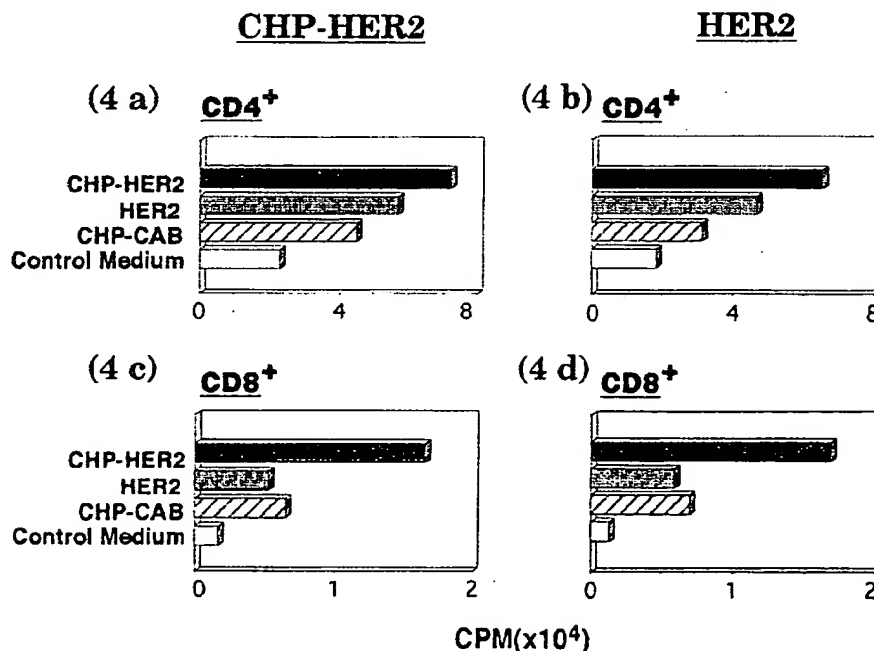 CHP-HER2 HER2
(4 a) CD4+ (4 b) CD4+
CHP-HER2
HER2
CHP-CAB
Control Medium
0 4 8 0 4 8
(4 c) CD8+ (4 d) CD8+
CHP-HER2
HER2
CHP-CAB
Control Medium
0 1 2 0 1 2
CPM(x10⁴)